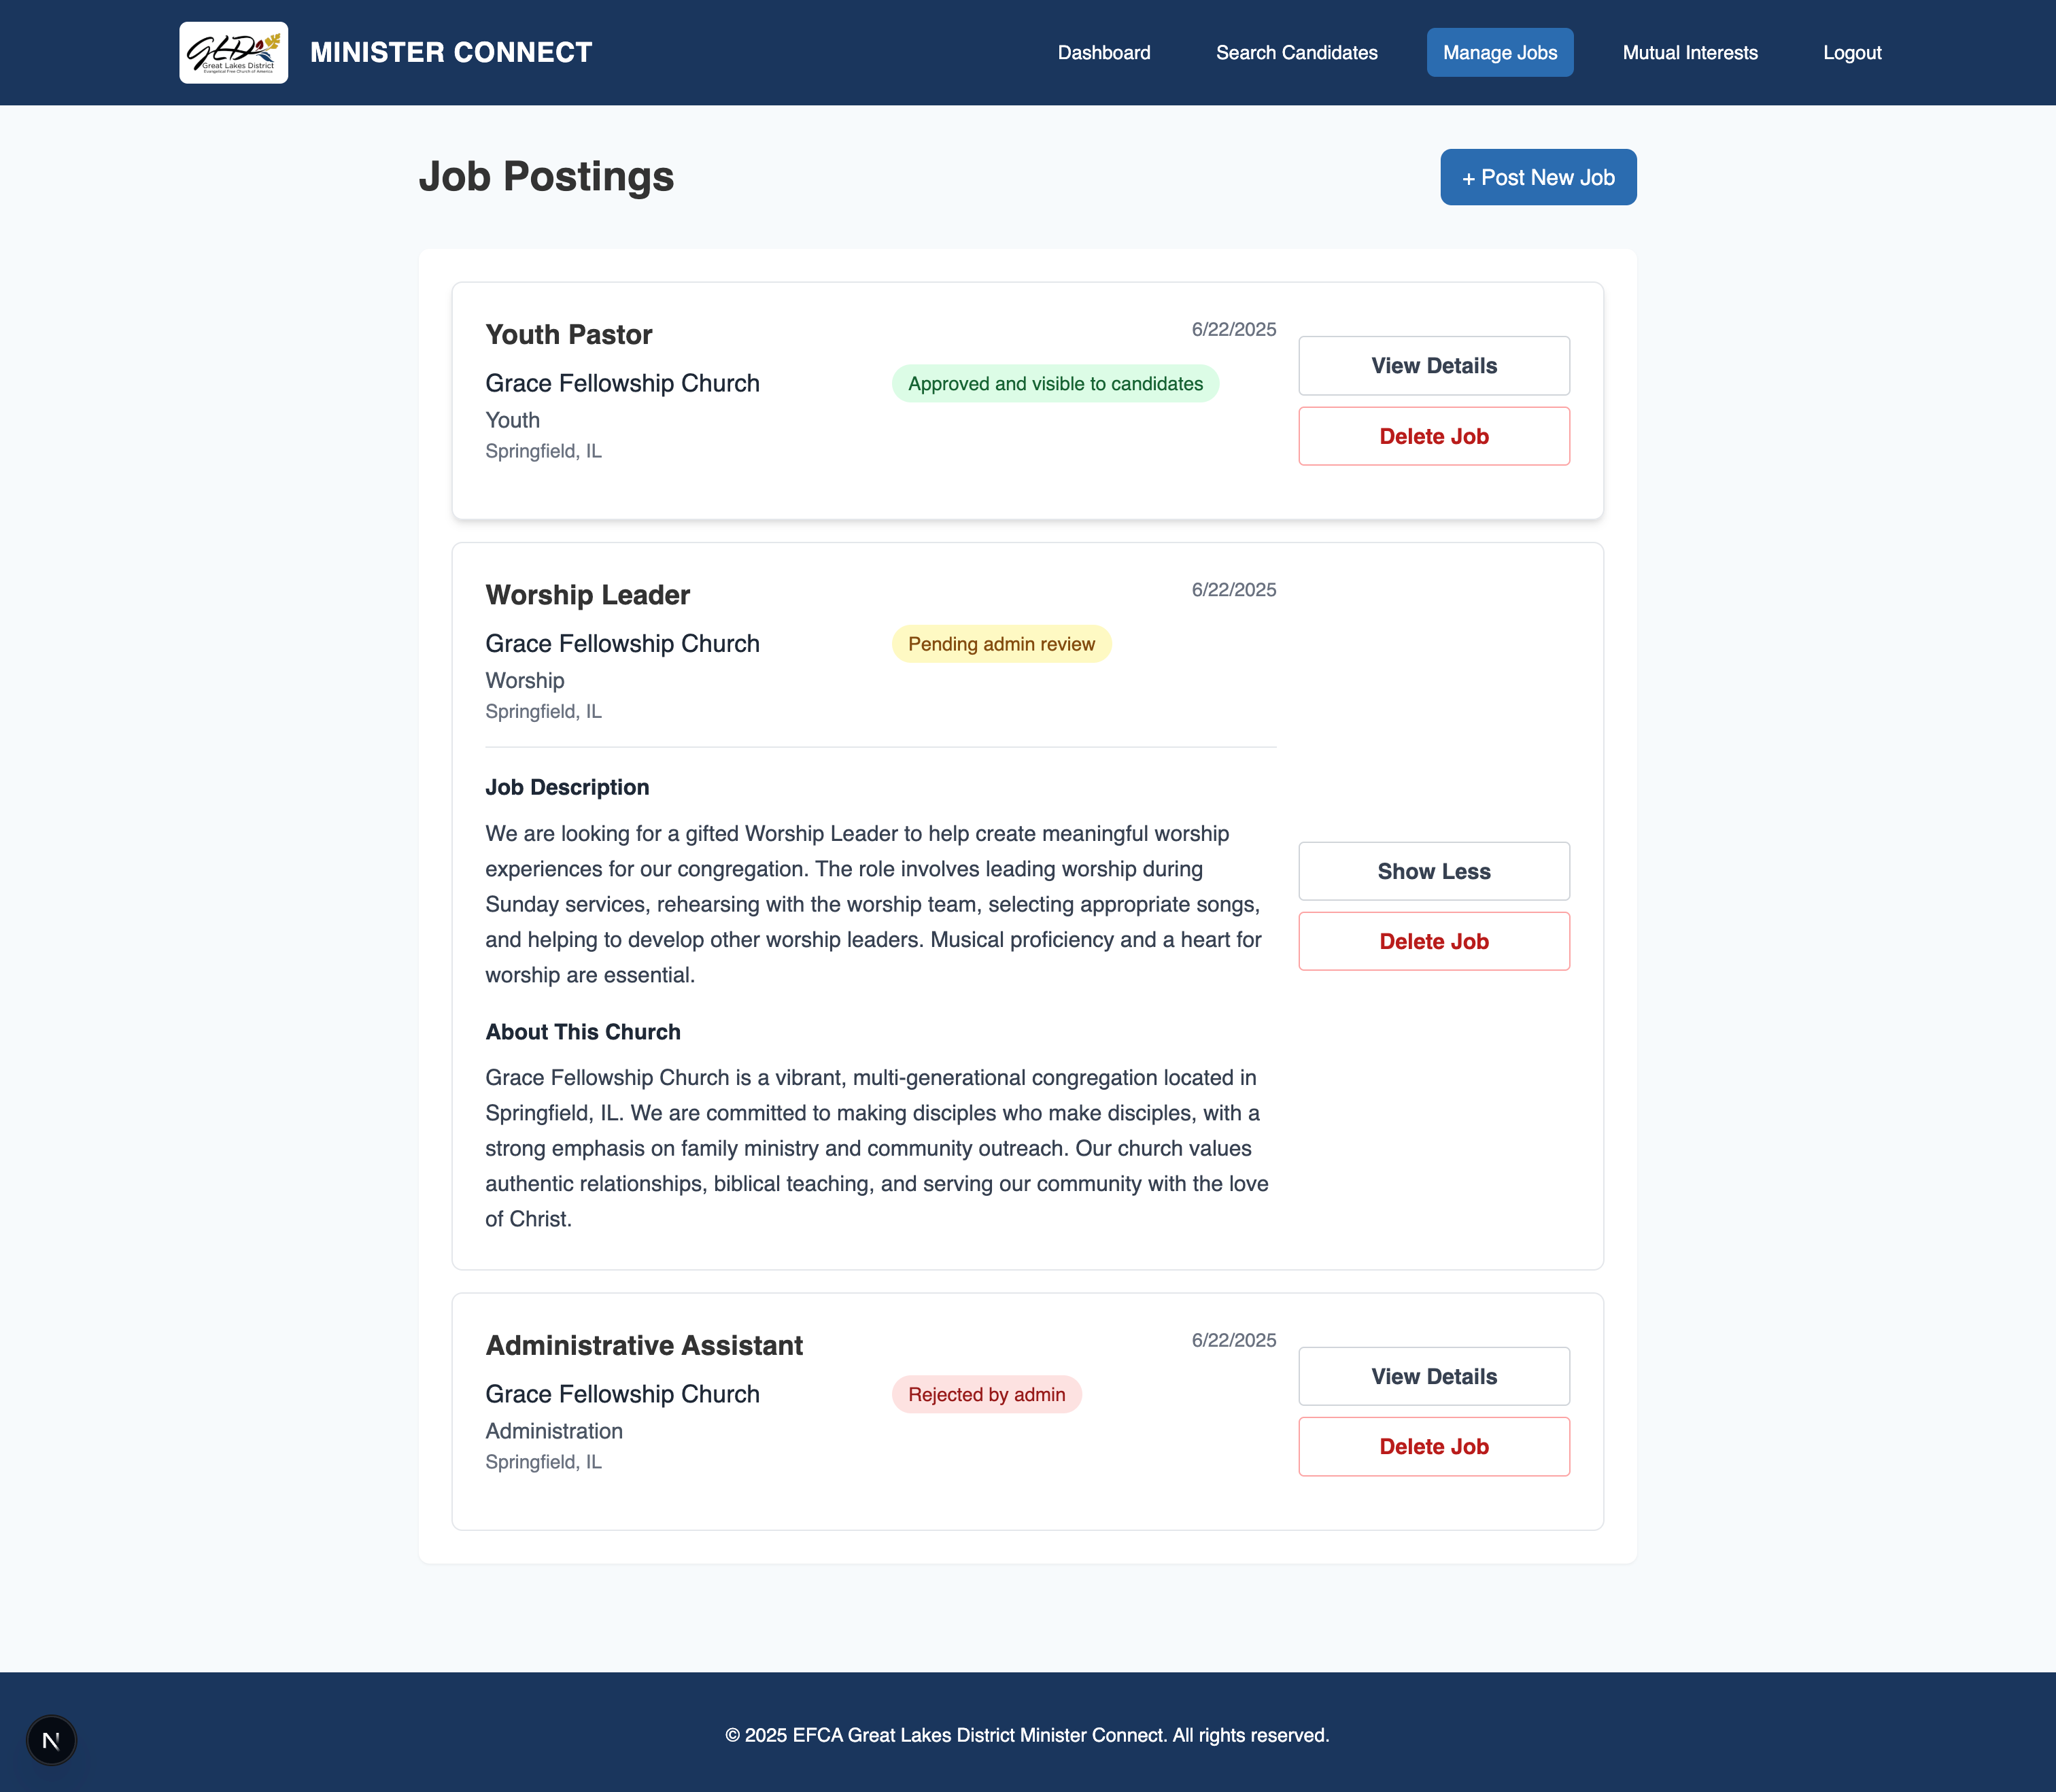 GLD
Great Lakes District
Evangelical Free Church of America
MINISTER CONNECT
Dashboard
Search Candidates
Manage Jobs
Mutual Interests
Logout
Job Postings
+ Post New Job
Youth Pastor
6/22/2025
Grace Fellowship Church
Approved and visible to candidates
Youth
Springfield, IL
View Details
Delete Job
Worship Leader
6/22/2025
Grace Fellowship Church
Pending admin review
Worship
Springfield, IL
Job Description
We are looking for a gifted Worship Leader to help create meaningful worship
experiences for our congregation. The role involves leading worship during
Sunday services, rehearsing with the worship team, selecting appropriate songs,
and helping to develop other worship leaders. Musical proficiency and a heart for
worship are essential.
About This Church
Grace Fellowship Church is a vibrant, multi-generational congregation located in
Springfield, IL. We are committed to making disciples who make disciples, with a
strong emphasis on family ministry and community outreach. Our church values
authentic relationships, biblical teaching, and serving our community with the love
of Christ.
Show Less
Delete Job
Administrative Assistant
6/22/2025
Grace Fellowship Church
Rejected by admin
Administration
Springfield, IL
View Details
Delete Job
N
© 2025 EFCA Great Lakes District Minister Connect. All rights reserved.